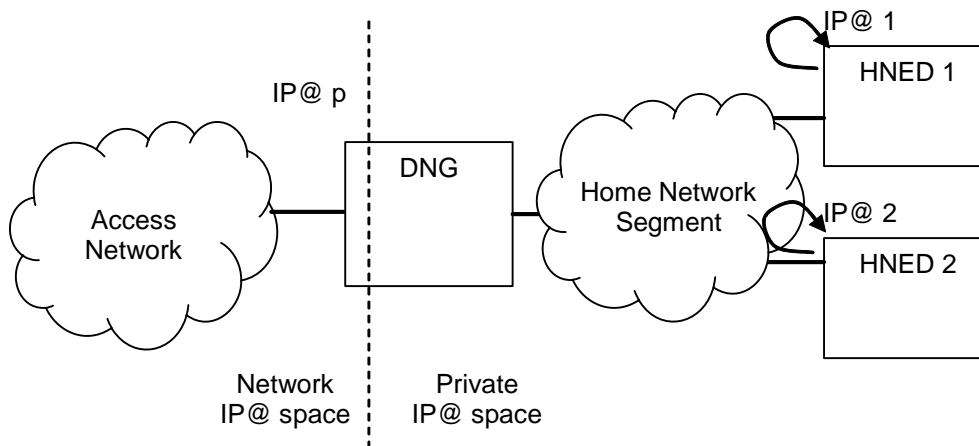 IP@ 1
HNED 1
IP@ p
DNG
Access
Network
Home Network
Segment
IP@ 2
HNED 2
Network
IP@ space
Private
IP@ space